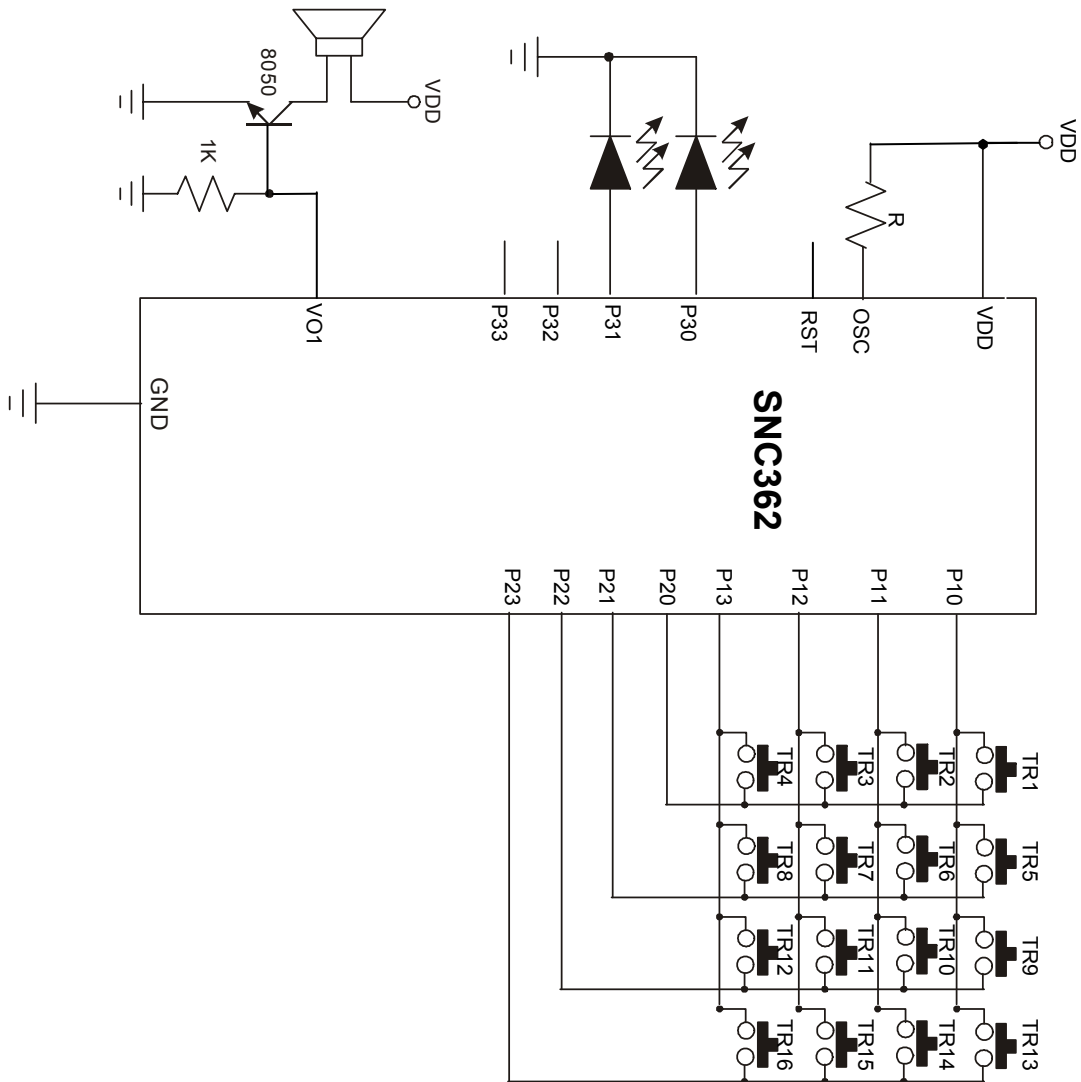 8050
VDD
1K
VDD
R
VO1
P33
P32
P31
P30
RST
OSC
VDD
GND
SNC362
P23
P22
P21
P20
P13
P12
P11
P10
TR4
TR3
TR2
TR1
TR8
TR7
TR6
TR5
TR12
TR11
TR10
TR9
TR16
TR15
TR14
TR13